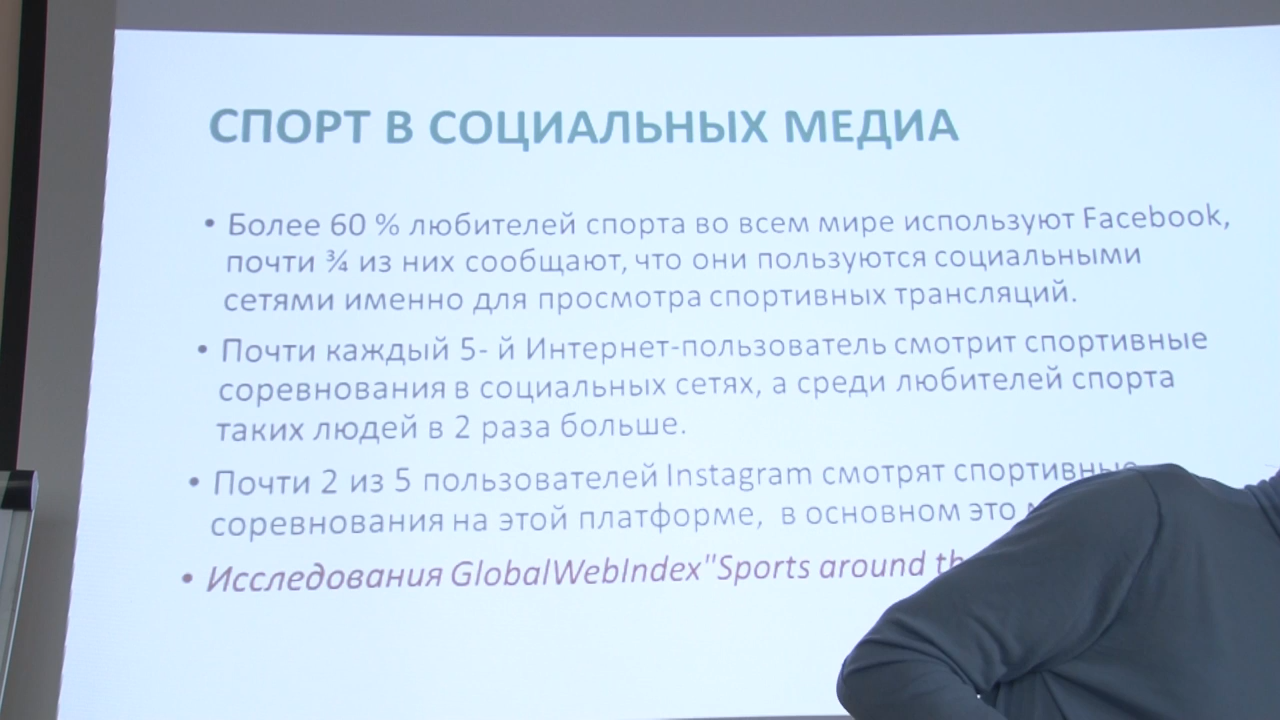 СПОРТ В СОЦИАЛЬНЫХ МЕДИА
• Более 60 % любителей спорта во всем мире используют Facebook,
почти ¾ из них сообщают, что они пользуются социальными
сетями именно для просмотра спортивных трансляций.
• Почти каждый 5- й Интернет-пользователь смотрит спортивные
соревнования в социальных сетях, а среди любителей спорта
таких людей в 2 раза больше.
• Почти 2 из 5 пользователей Instagram смотрят спортивные
соревнования на этой платформе, в основном это
• Исследования GlobalWebIndex"Sports around